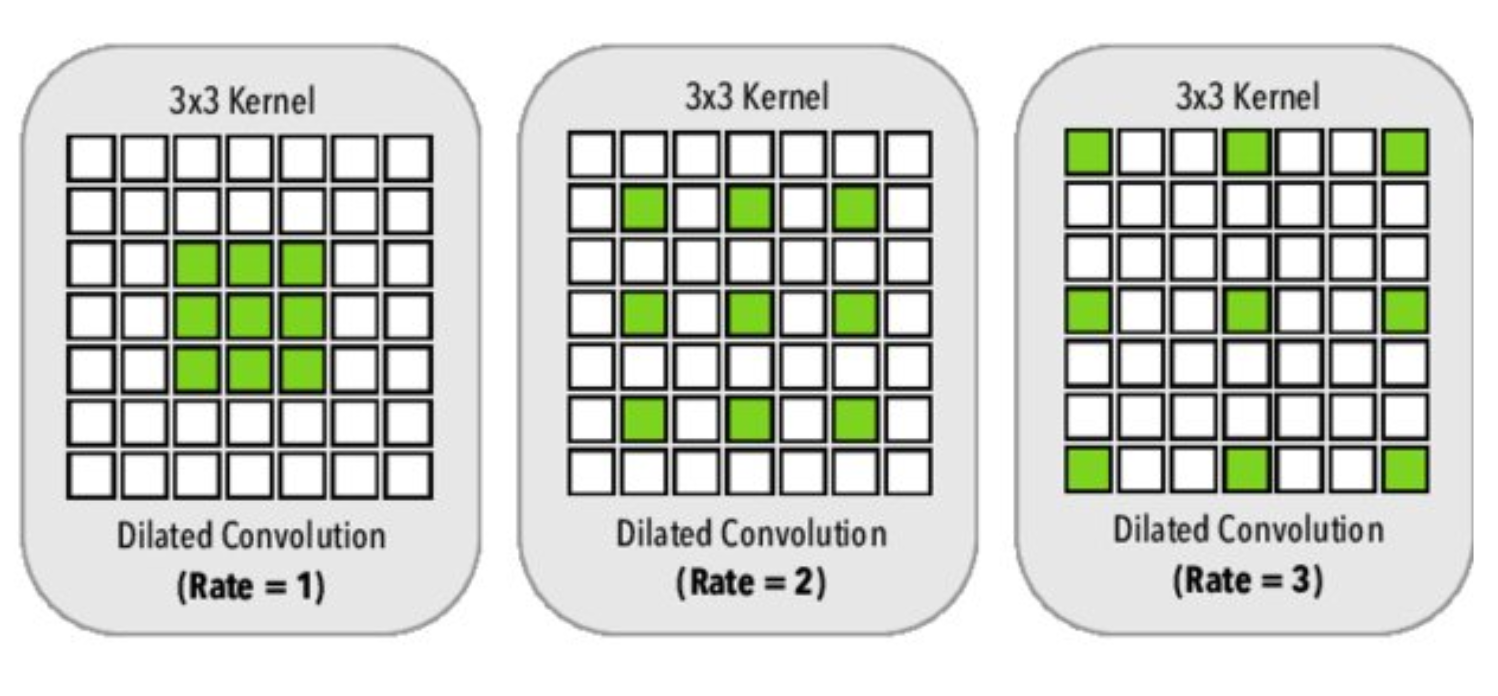 3x3 Kernel
Dilated Convolution
(Rate = 1)
3x3 Kernel
Dilated Convolution
(Rate = 2)
3x3 Kernel
Dilated Convolution
(Rate = 3)